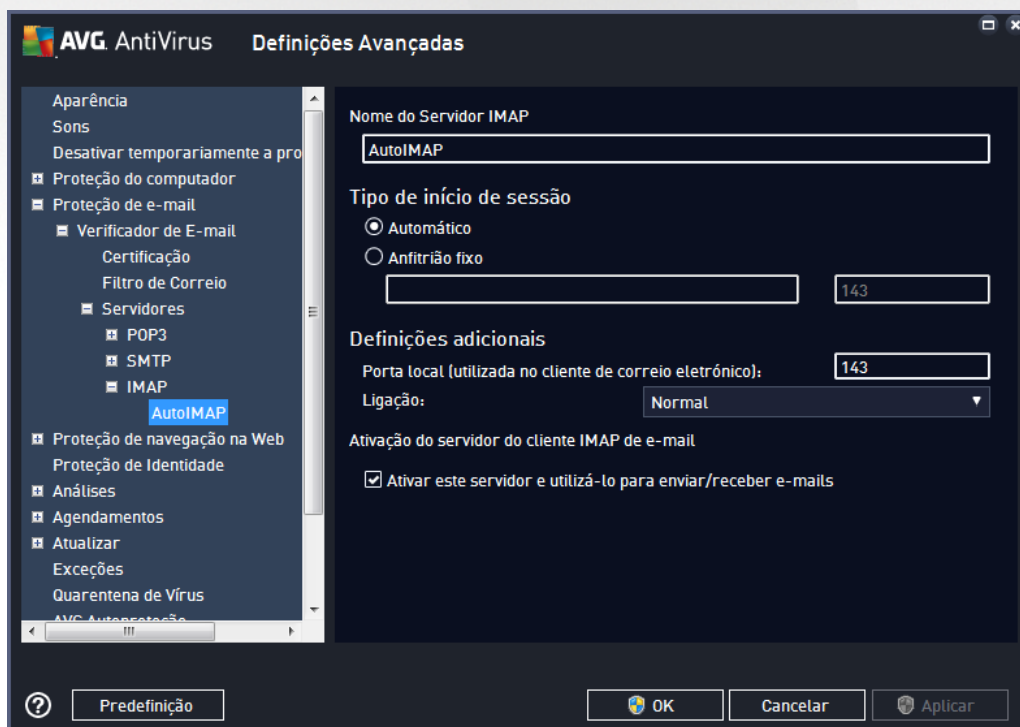 AVG. AntiVirus Definições Avançadas
Aparência
Sons
Desativar temporariamente a pro
Proteção do computador
Proteção de e-mail
Verificador de E-mail
Certificação
Filtro de Correio
Servidores
POP3
SMTP
IMAP
AutoIMAP
Proteção de navegação na Web
Proteção de Identidade
Análises
Agendamentos
Atualizar
Exceções
Quarentena de Vírus
AVG Autoproteção
Nome do Servidor IMAP
AutoIMAP
Tipo de início de sessão
Automático
Anfitrião fixo
143
Definições adicionais
Porta local (utilizada no cliente de correio eletrónico): 143
Ligação: Normal
Ativação do servidor do cliente IMAP de e-mail
Ativar este servidor e utilizá-lo para enviar/receber e-mails
? Predefinição OK Cancelar Aplicar